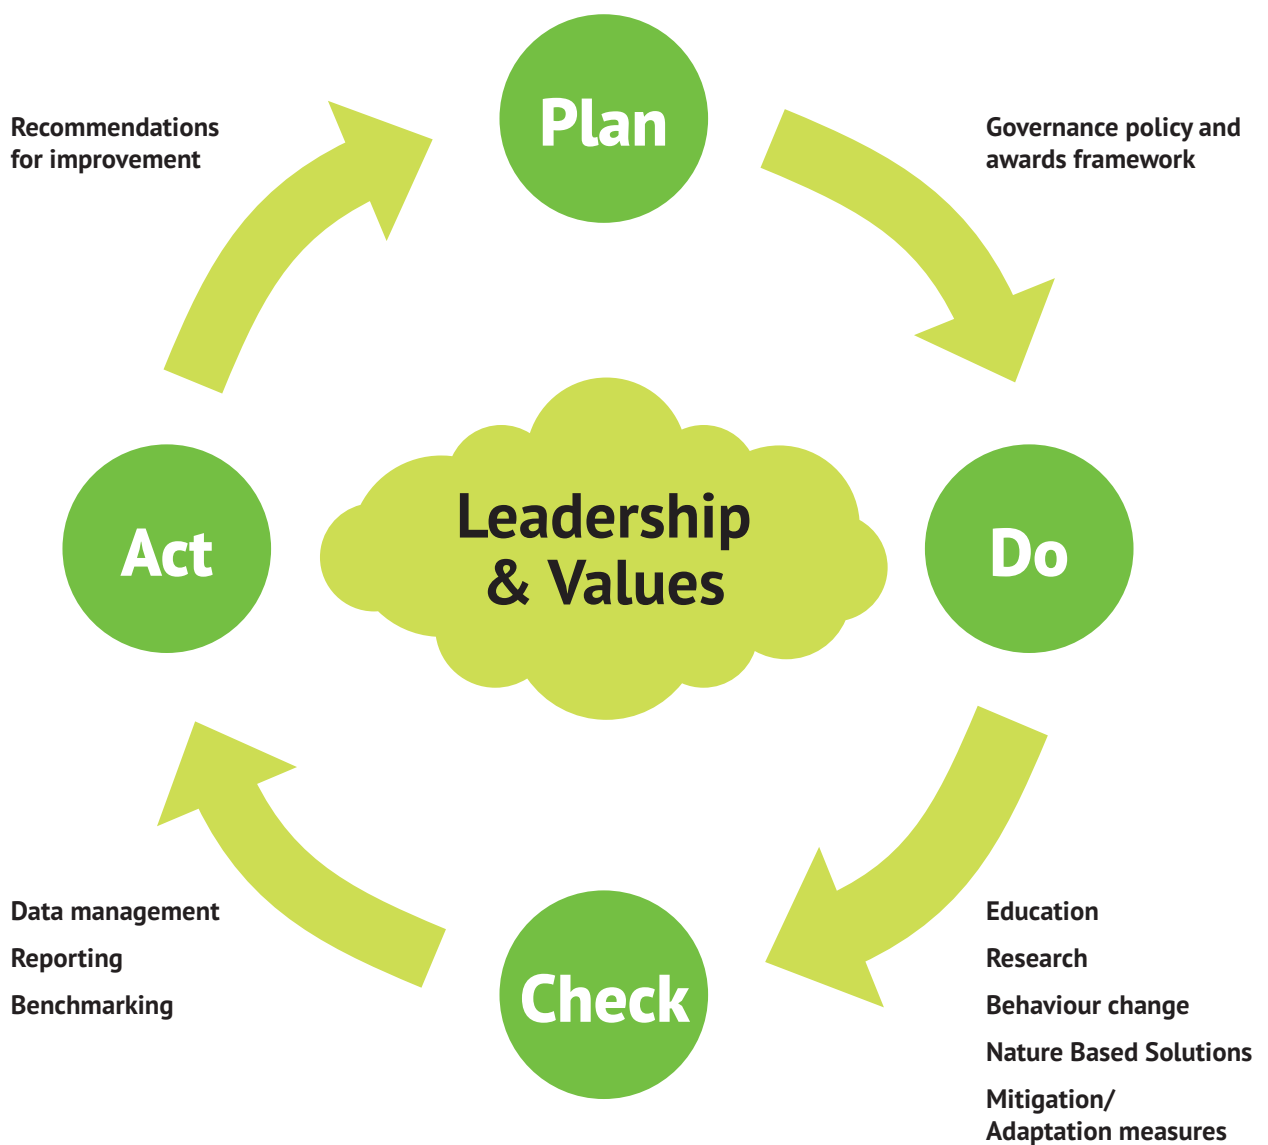 Plan
Recommendations
for improvement
Governance policy and
awards framework
Leadership
& Values
Act
Do
Data management
Reporting
Benchmarking
Check
Education
Research
Behaviour change
Nature Based Solutions
Mitigation/
Adaptation measures